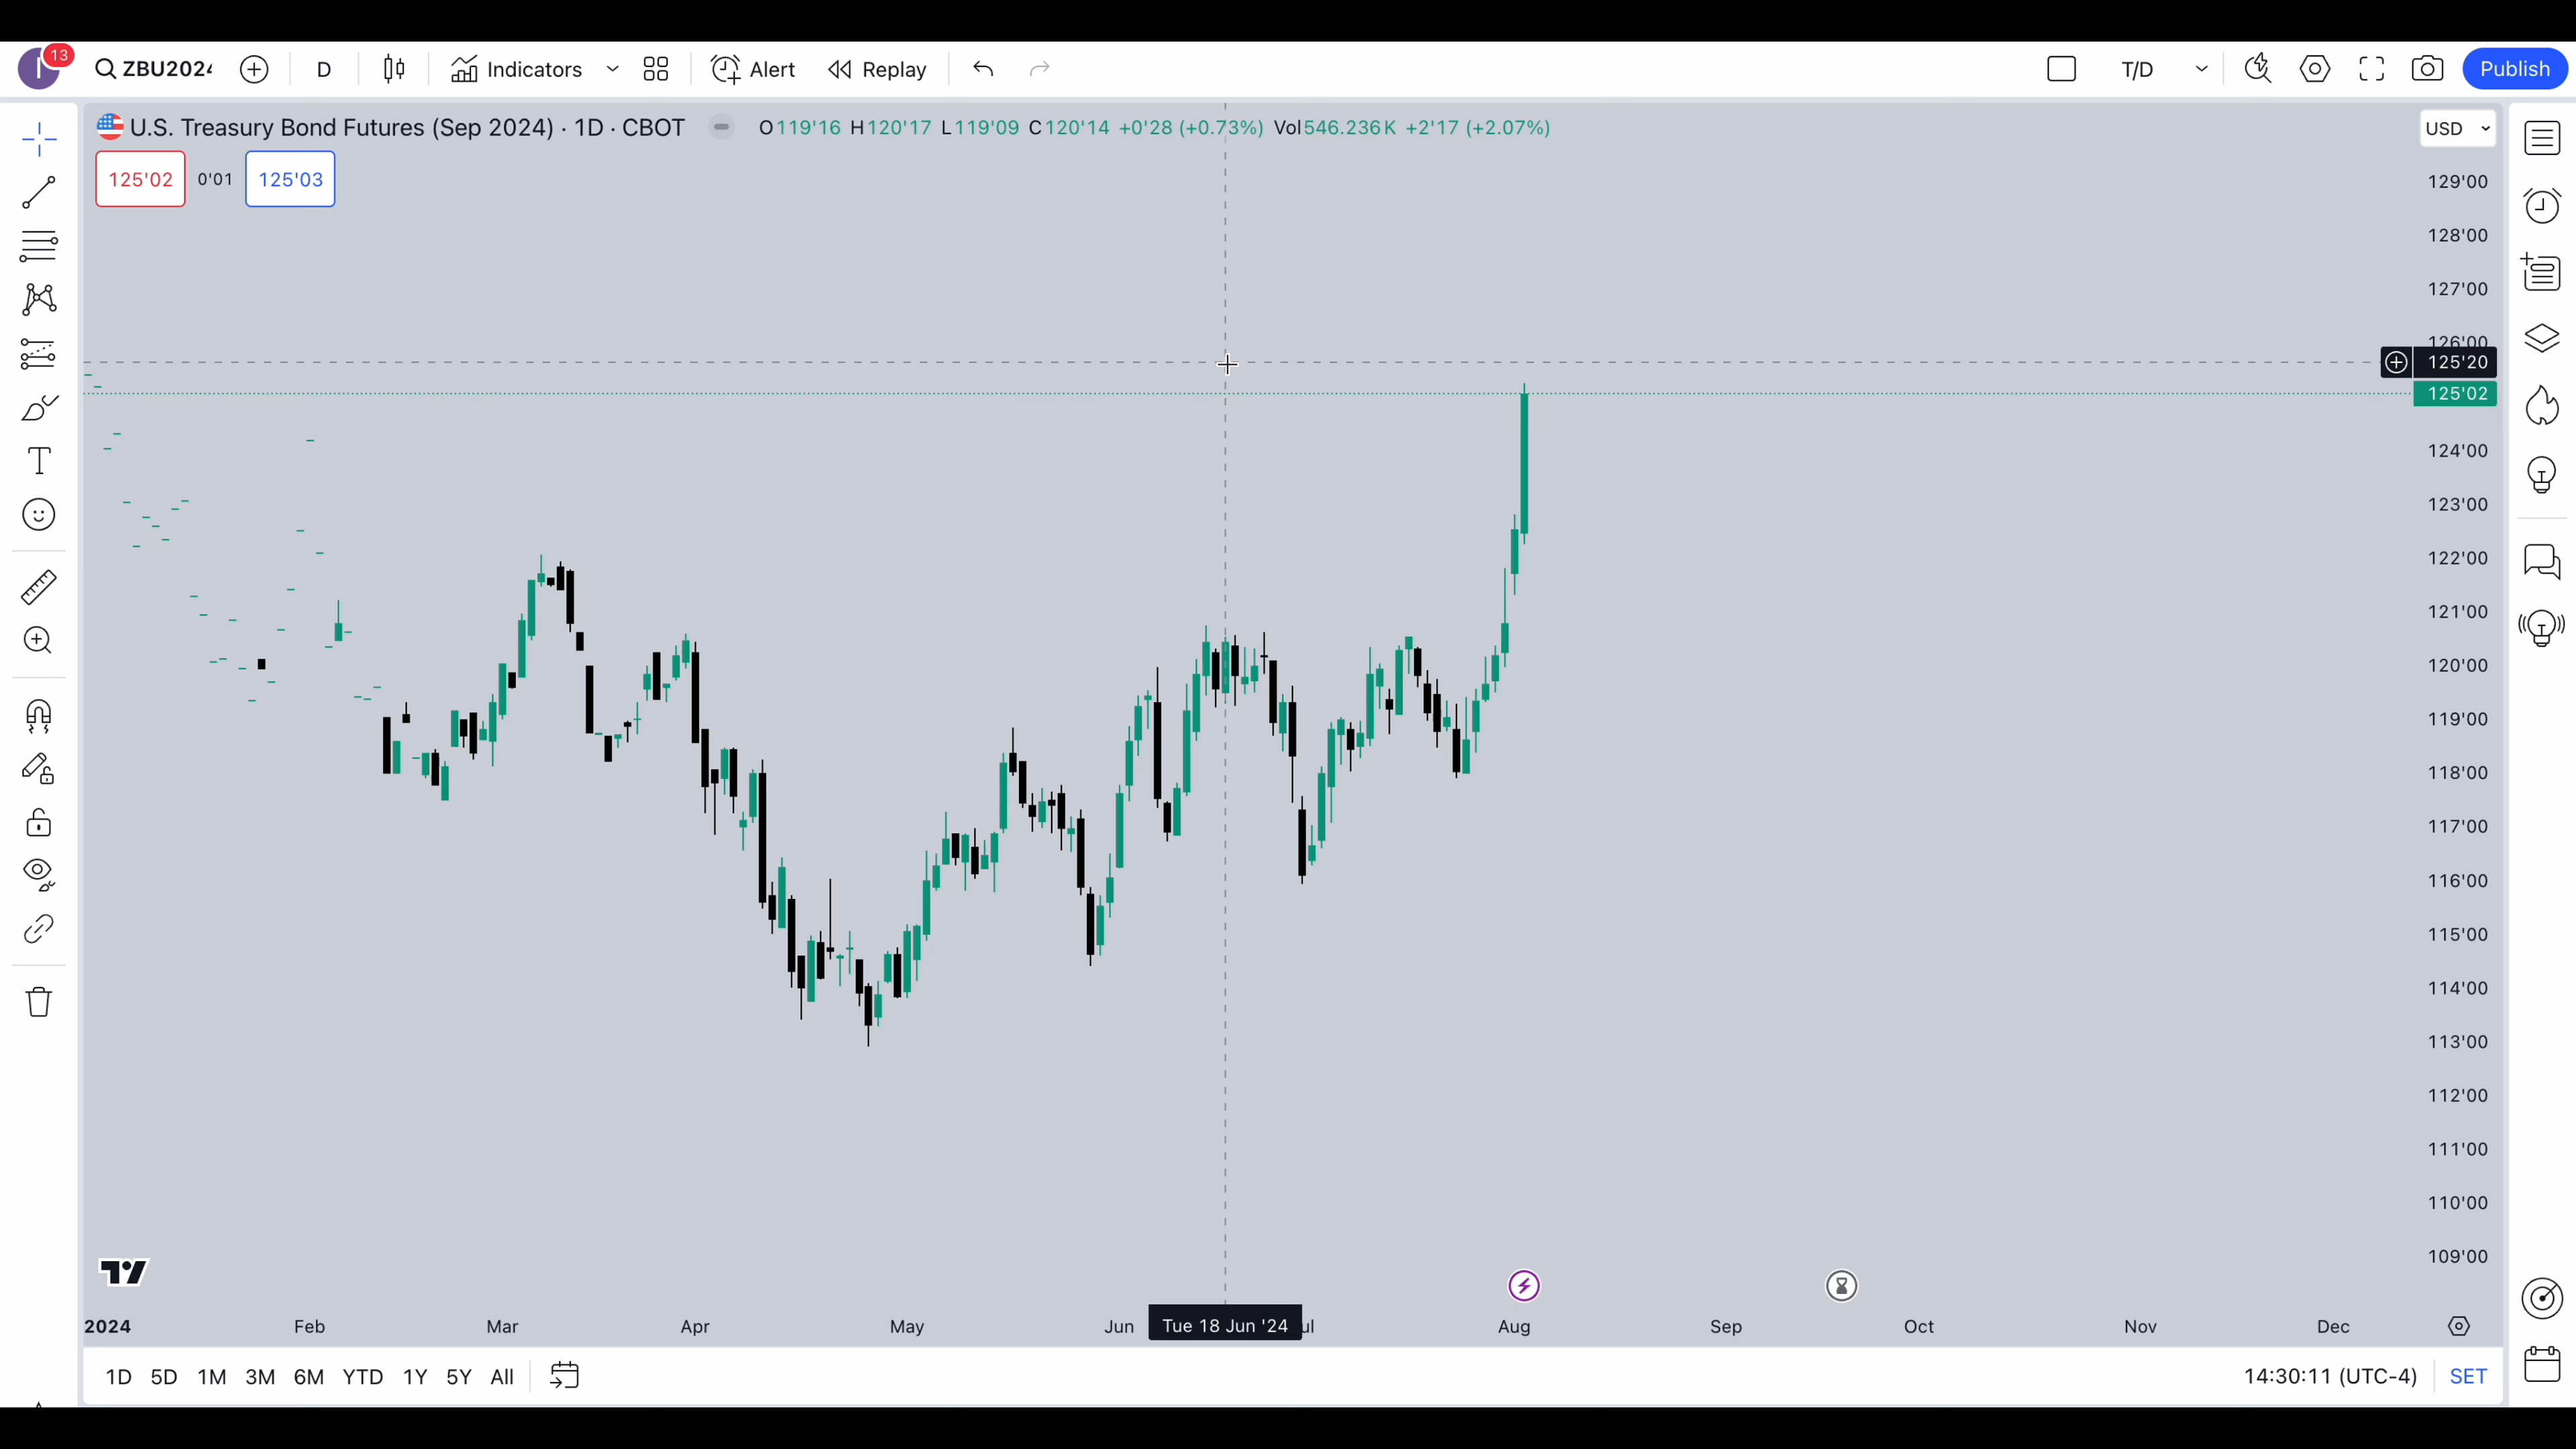 13
ZBU2024
D
Indicators
Alert
Replay
T/D
Publish
U.S. Treasury Bond Futures (Sep 2024) · 1D · CBOT
O119'16 H120'17 L119'09 C120'14 +0'28 (+0.73%) Vol546.236K +2'17 (+2.07%)
USD
125'02 0'01 125'03
129'00
128'00
127'00
126'00
125'20
125'02
124'00
123'00
122'00
121'00
120'00
119'00
118'00
117'00
116'00
115'00
114'00
113'00
112'00
111'00
110'00
109'00
2024 Feb Mar Apr May Jun Tue 18 Jun '24 ul Aug Sep Oct Nov Dec
1D 5D 1M 3M 6M YTD 1Y 5Y All
14:30:11 (UTC-4) SET